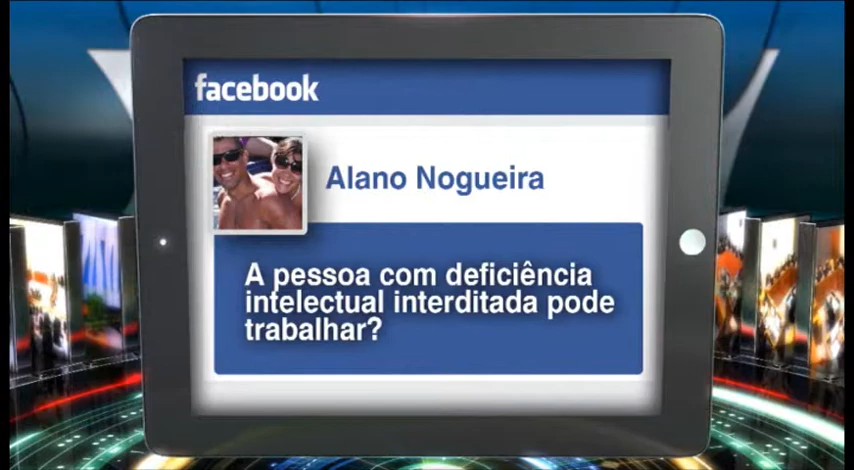 facebook
Alano Nogueira
A pessoa com deficiência
intelectual interditada pode
trabalhar?